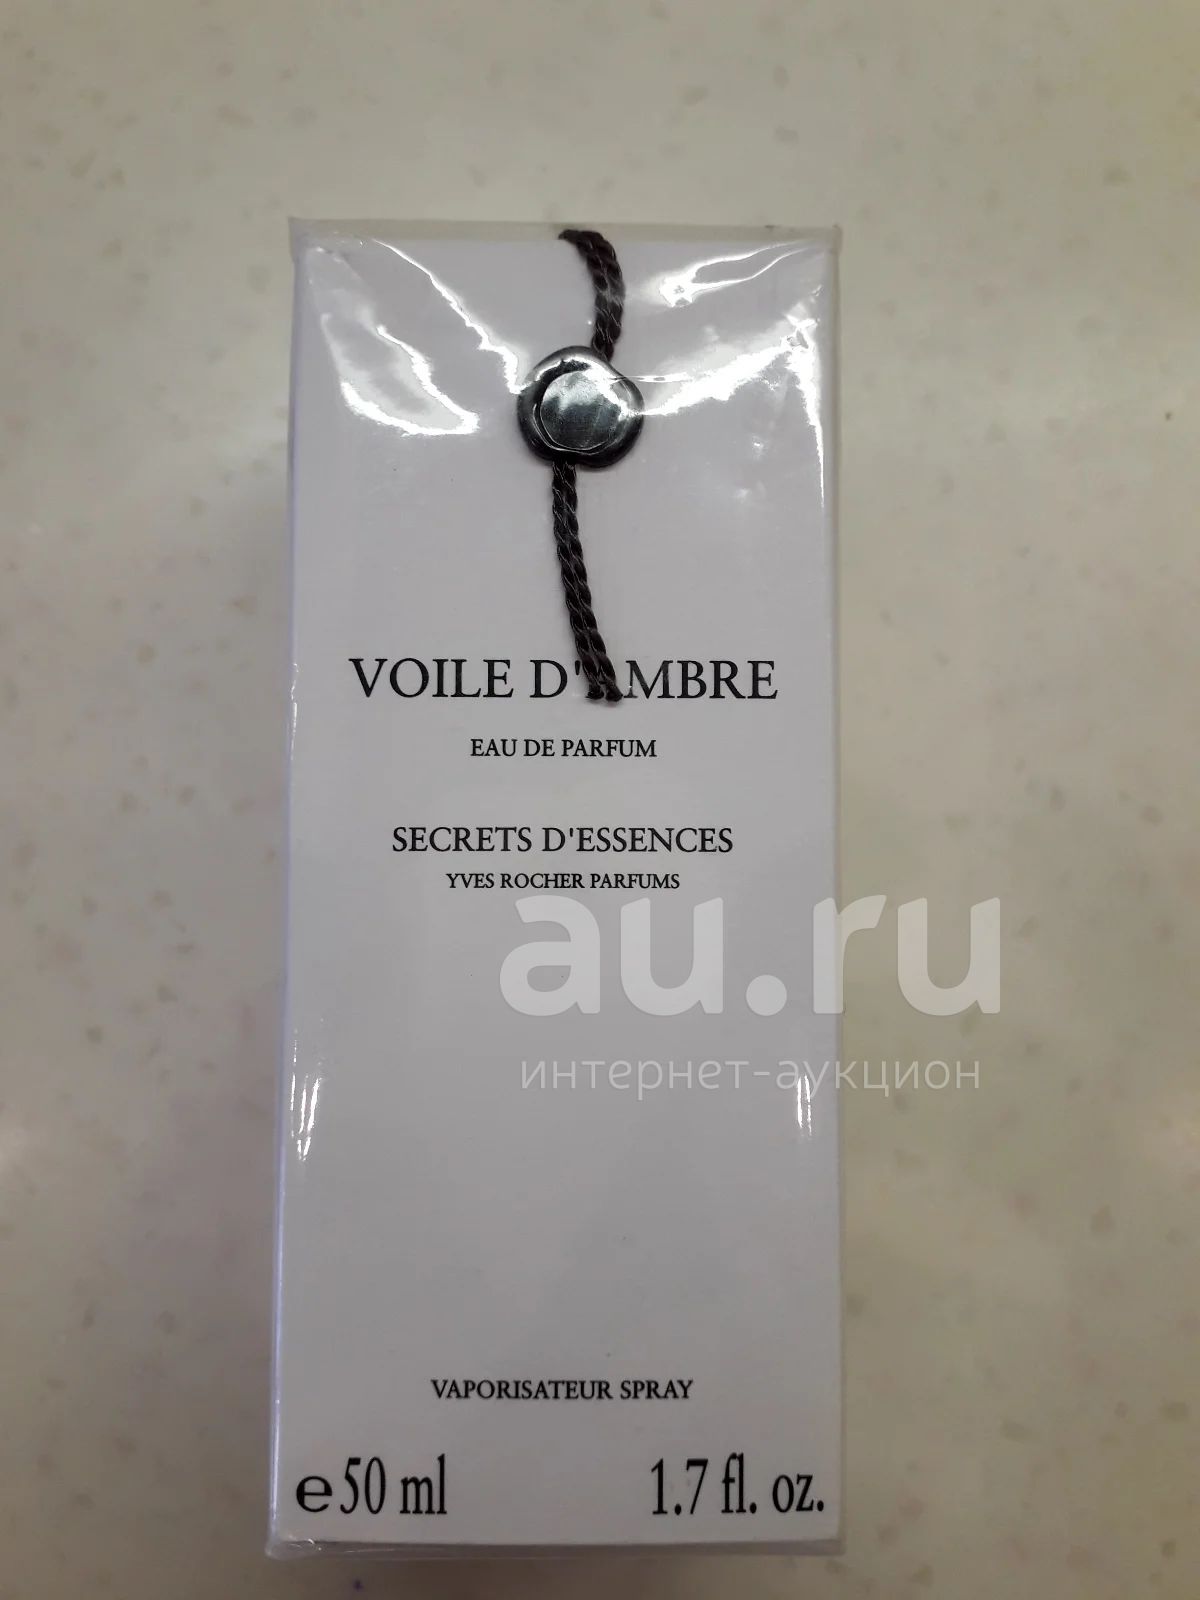 VOILE D'AMBRE
EAU DE PARFUM
SECRETS D'ESSENCES
YVES ROCHER PARFUMS
au.ru
интернет-аукцион
VAPORISATEUR SPRAY
℮50 ml 1.7 fl. oz.